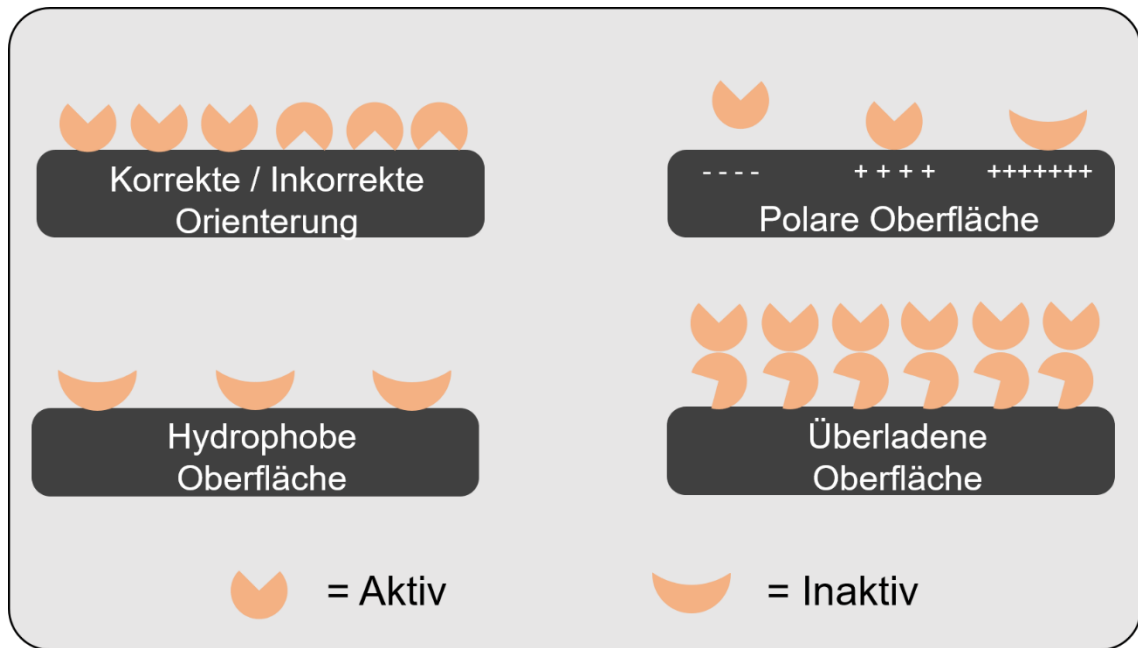 Korrekte / Inkorrekte
Orienterung
- - - -
+ + + +
+++++++
Polare Oberfläche
Hydrophobe
Oberfläche
Überladene
Oberfläche
= Aktiv
= Inaktiv